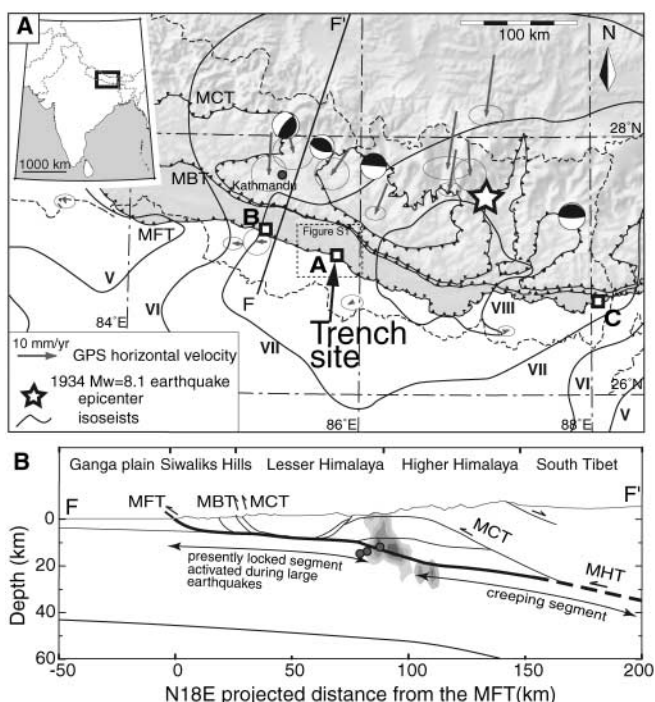 A
1000 km
F'
100 km
N
MCT
28°N
Kathmandu
MBT
B
MFT
Figure S1
A
V
F
84°E
VI
Trench
site
VIII
C
VII
VII
10 mm/yr
GPS horizontal velocity
1934 Mw=8.1 earthquake
epicenter
isoseists
VI
26°N
V
86°E
88°E
B
Ganga plain Siwaliks Hills Lesser Himalaya Higher Himalaya South Tibet
F
F'
MFT
MBT
MCT
0
MCT
presently locked segment
activated during large
earthquakes
MHT
20
creeping segment
40
60
Depth (km)
-50 0 50 100 150 200
N18E projected distance from the MFT(km)